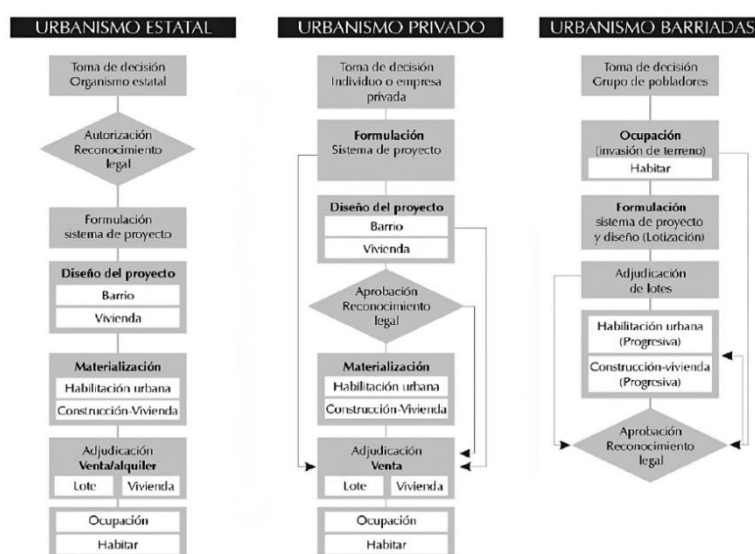 URBANISMO ESTATAL
Toma de decisión
Organismo estatal
Autorización
Reconocimiento
legal
Formulación
sistema de proyecto
Diseño del proyecto
Barrio
Vivienda
Materialización
Habilitación urbana
Construcción-Vivienda
Adjudicación
Venta/alquiler
Lote
Vivienda
Ocupación
Habitar
URBANISMO PRIVADO
Toma de decisión
Individuo o empresa
privada
Formulación
Sistema de proyecto
Diseño del proyecto
Barrio
Vivienda
Aprobación
Reconocimiento
legal
Materialización
Habilitación urbana
Construcción-Vivienda
Adjudicación
Venta
Lote
Vivienda
Ocupación
Habitar
URBANISMO BARRIADAS
Toma de decisión
Grupo de pobladores
Ocupación
(invasión de terreno)
Habitar
Formulación
sistema de proyecto
y diseño (Lotización)
Adjudicación
de lotes
Habilitación urbana
(Progresiva)
Construcción-vivienda
(Progresiva)
Aprobación
Reconocimiento
legal